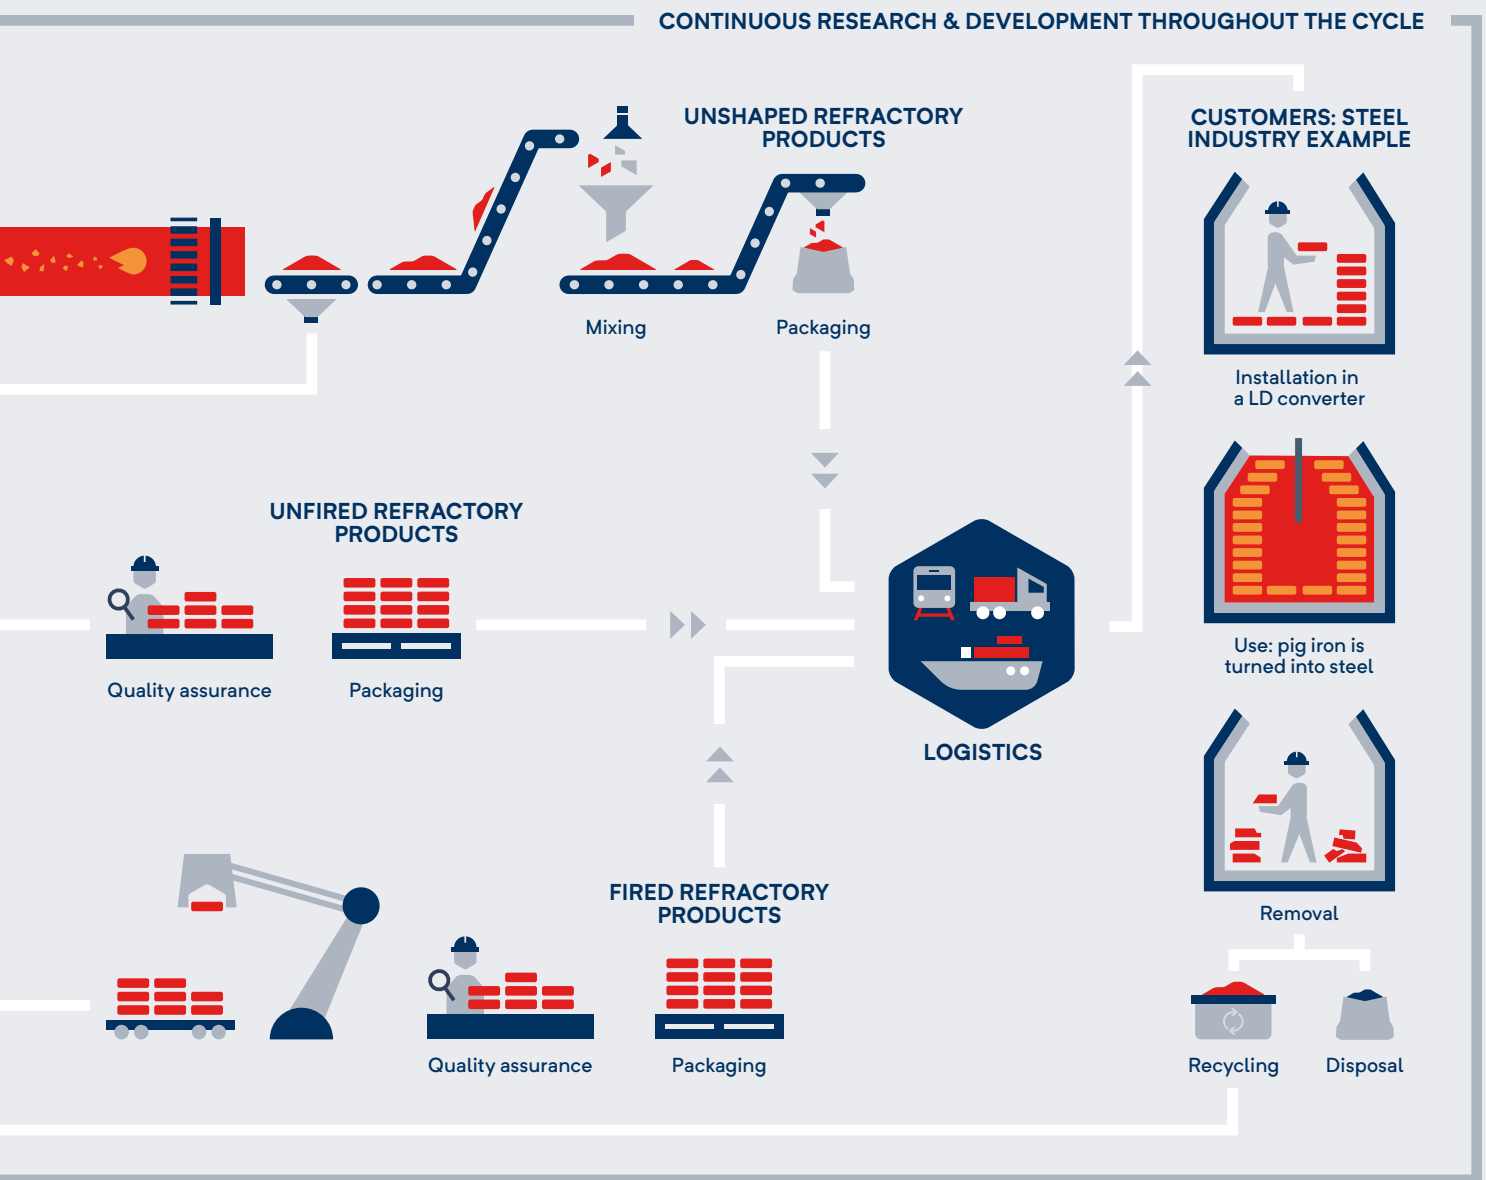 CONTINUOUS RESEARCH & DEVELOPMENT THROUGHOUT THE CYCLE
UNSHAPED REFRACTORY
PRODUCTS
Mixing
Packaging
UNFIRED REFRACTORY
PRODUCTS
Quality assurance
Packaging
FIRED REFRACTORY
PRODUCTS
Quality assurance
Packaging
LOGISTICS
CUSTOMERS: STEEL
INDUSTRY EXAMPLE
Installation in
a LD converter
Use: pig iron is
turned into steel
Removal
Recycling
Disposal